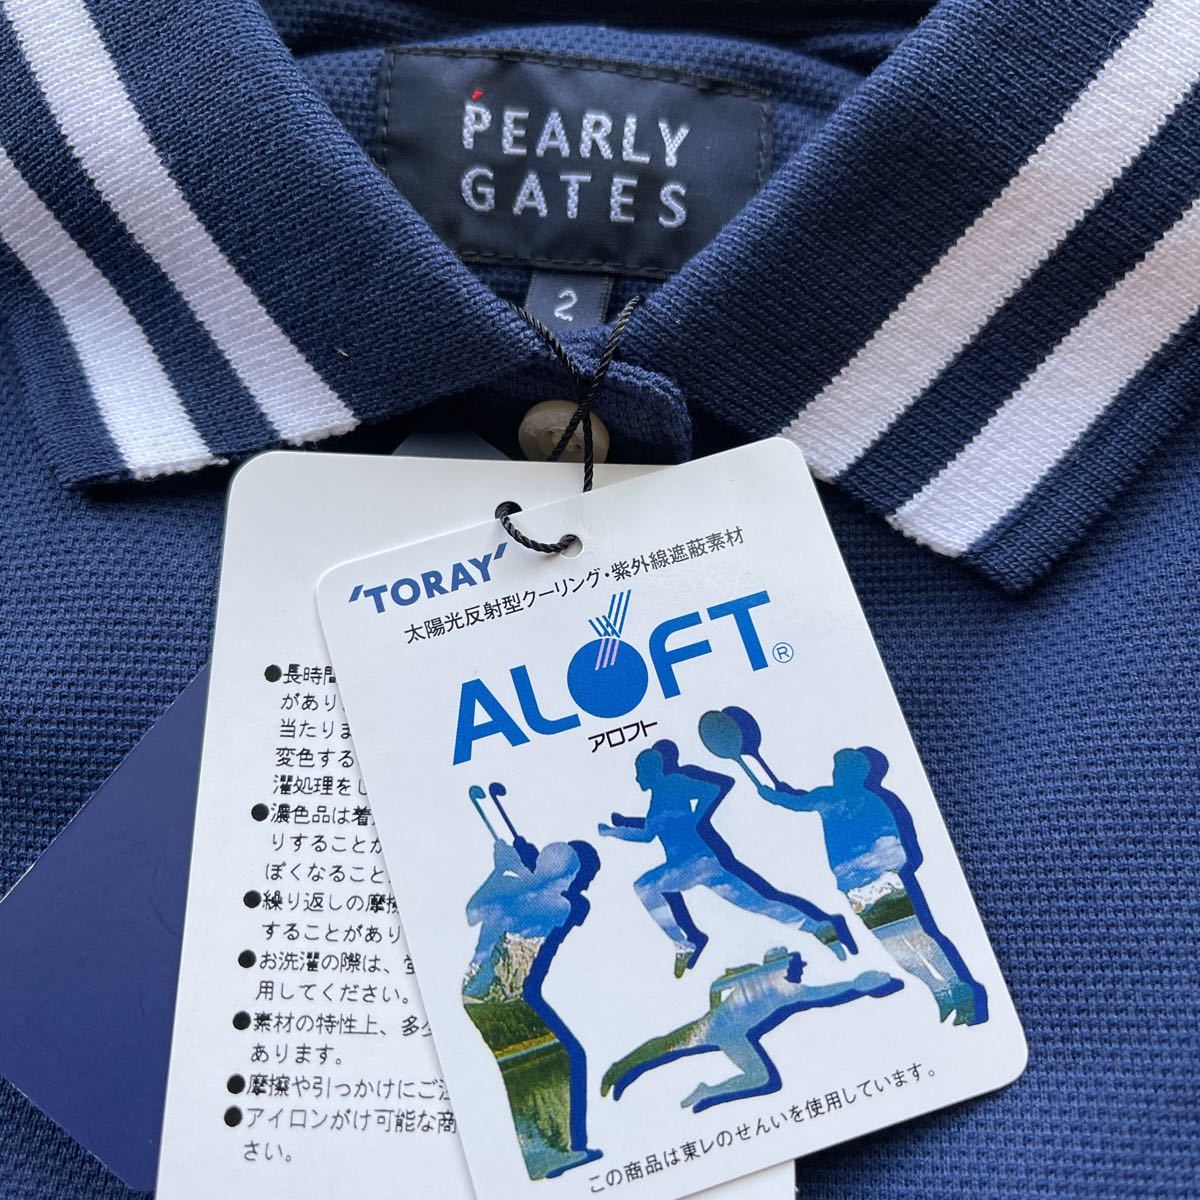 PEARLY
GATES
2
'TORAY'
太陽光反射型クーリング・紫外線遮蔽素材
ALOFT®
アロフト
この商品は東レのせんいを使用しています。
●長時間
があり
当たりま
変色する
濯処理をし
●濃色品は着
りすることが
ぽくなること
●繰り返しの摩擦
することがあり
●お洗濯の際は、蛍
用してください。
●素材の特性上、多少
あります。
●摩擦や引っかけにご注
●アイロンがけ可能な商
さい。